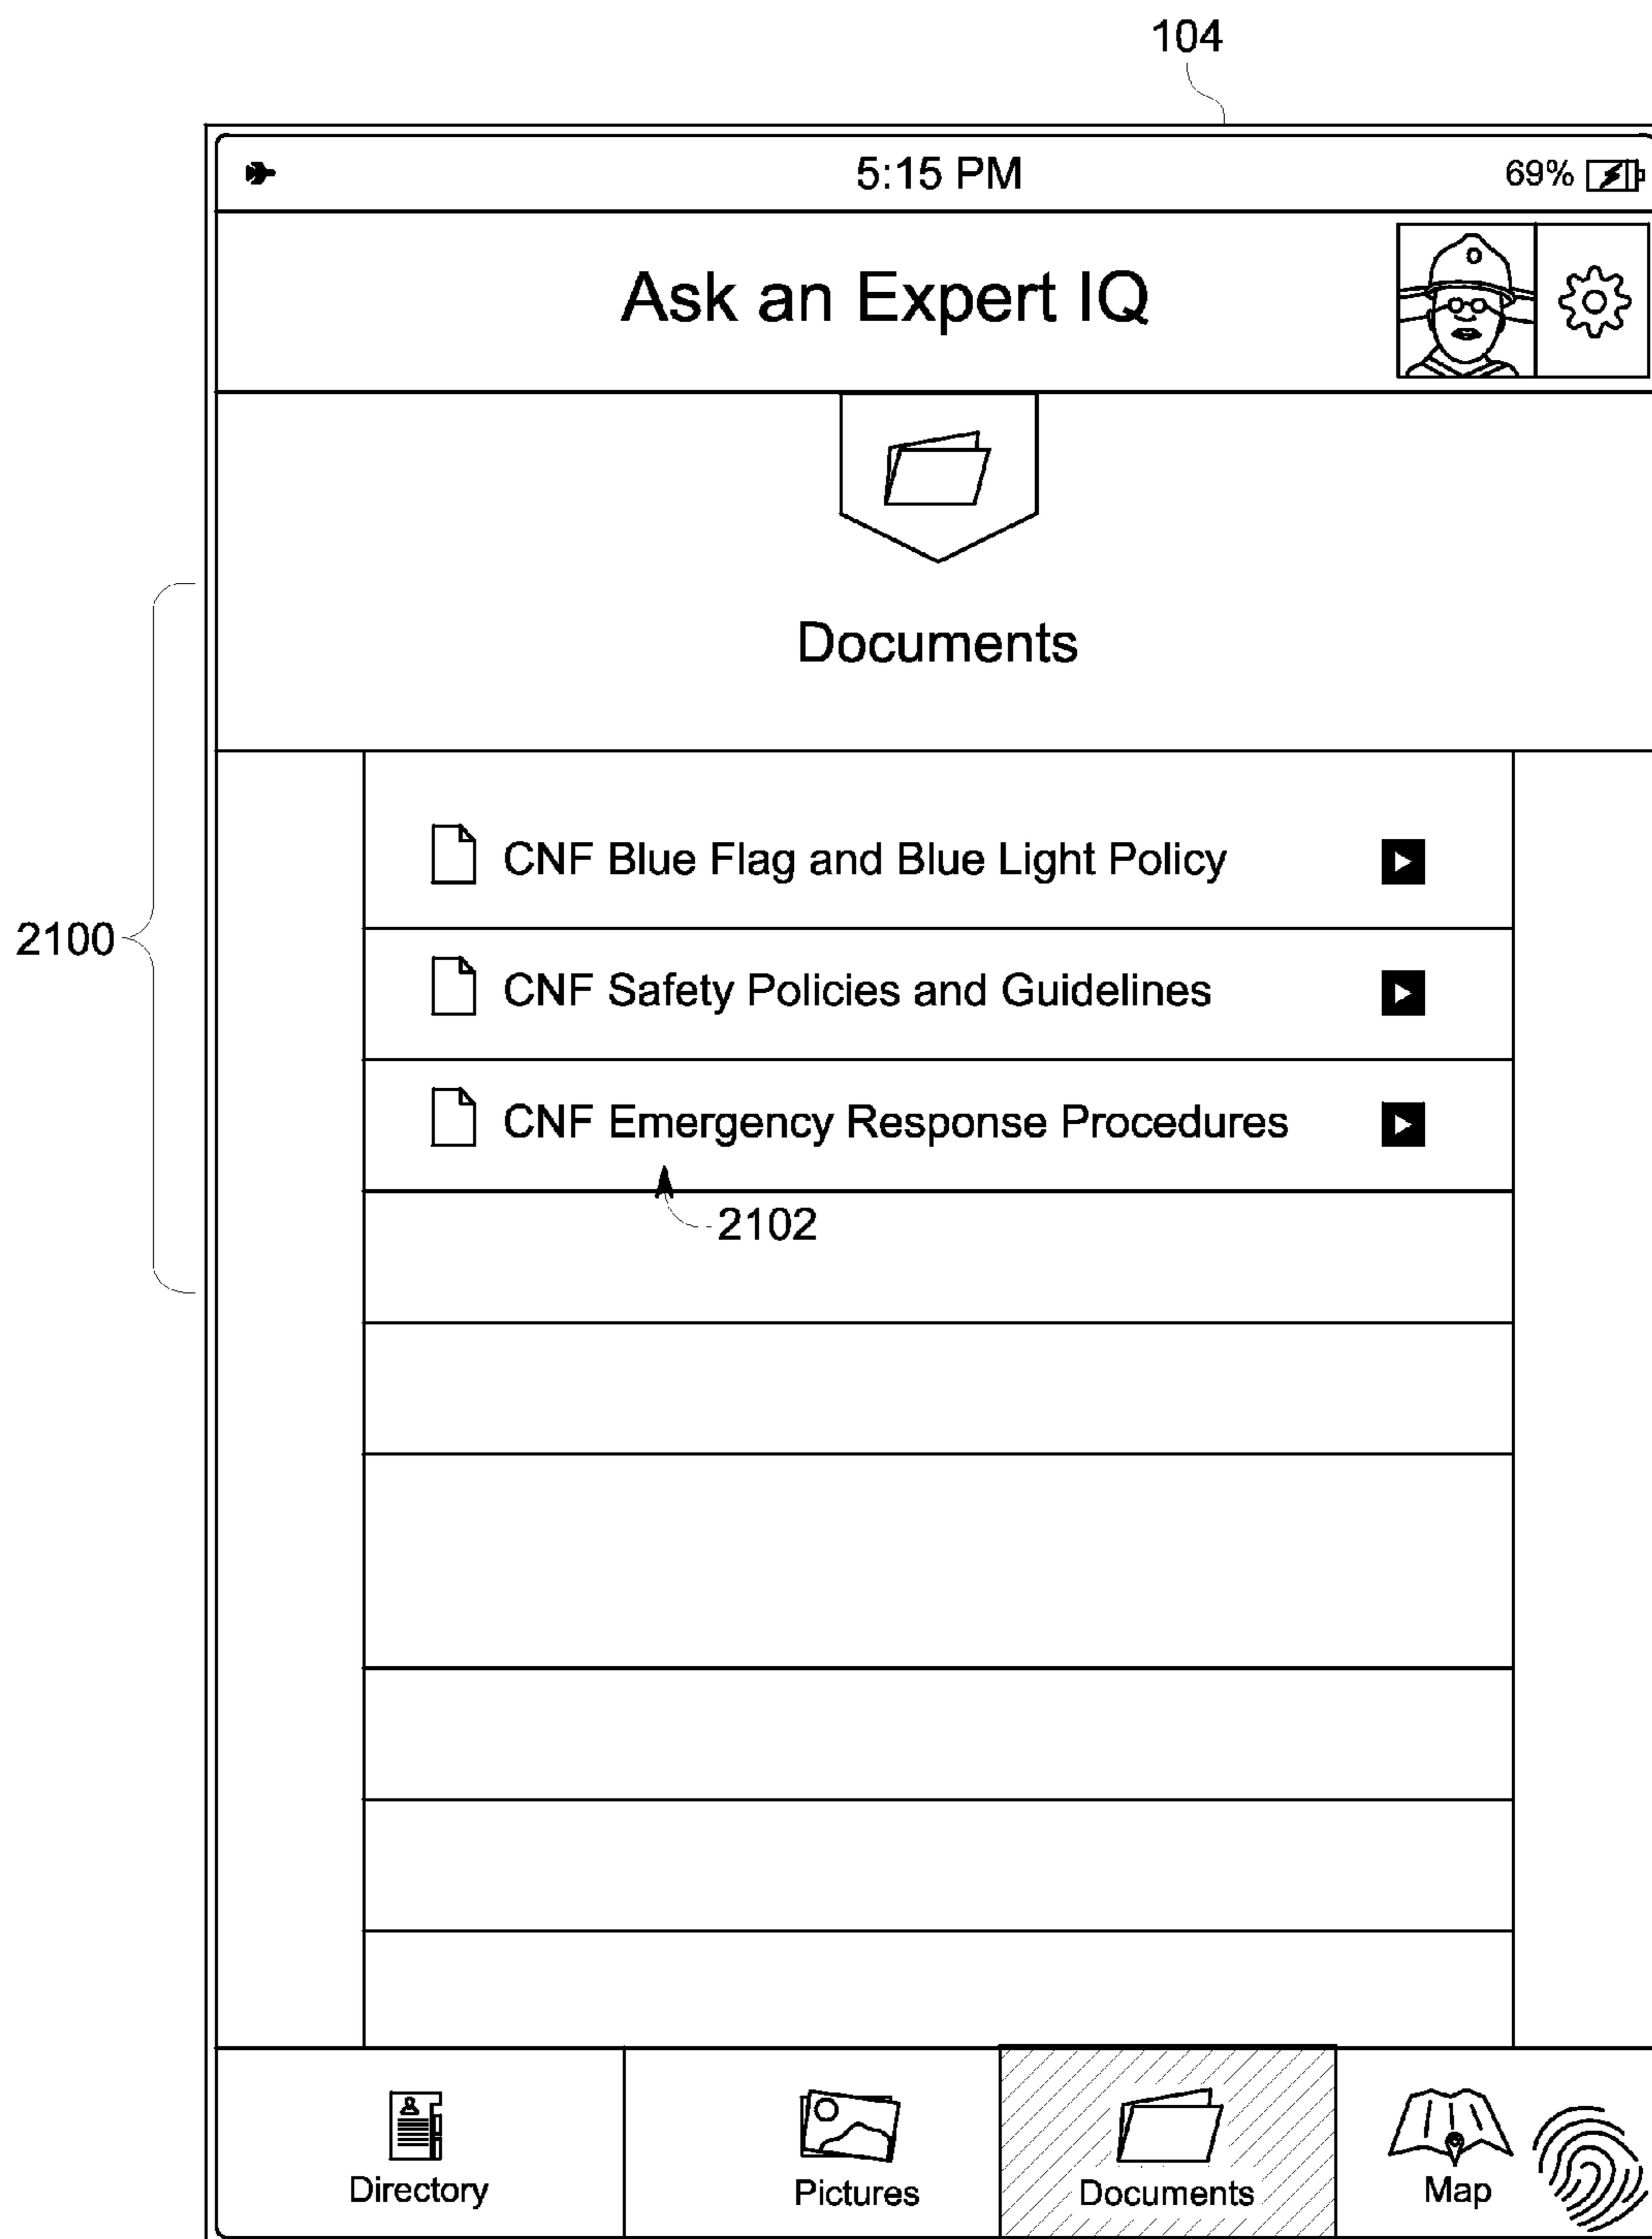 104
5:15 PM
69%
Ask an Expert IQ
Documents
CNF Blue Flag and Blue Light Policy
2100
CNF Safety Policies and Guidelines
CNF Emergency Response Procedures
2102
Directory
Pictures
Documents
Map